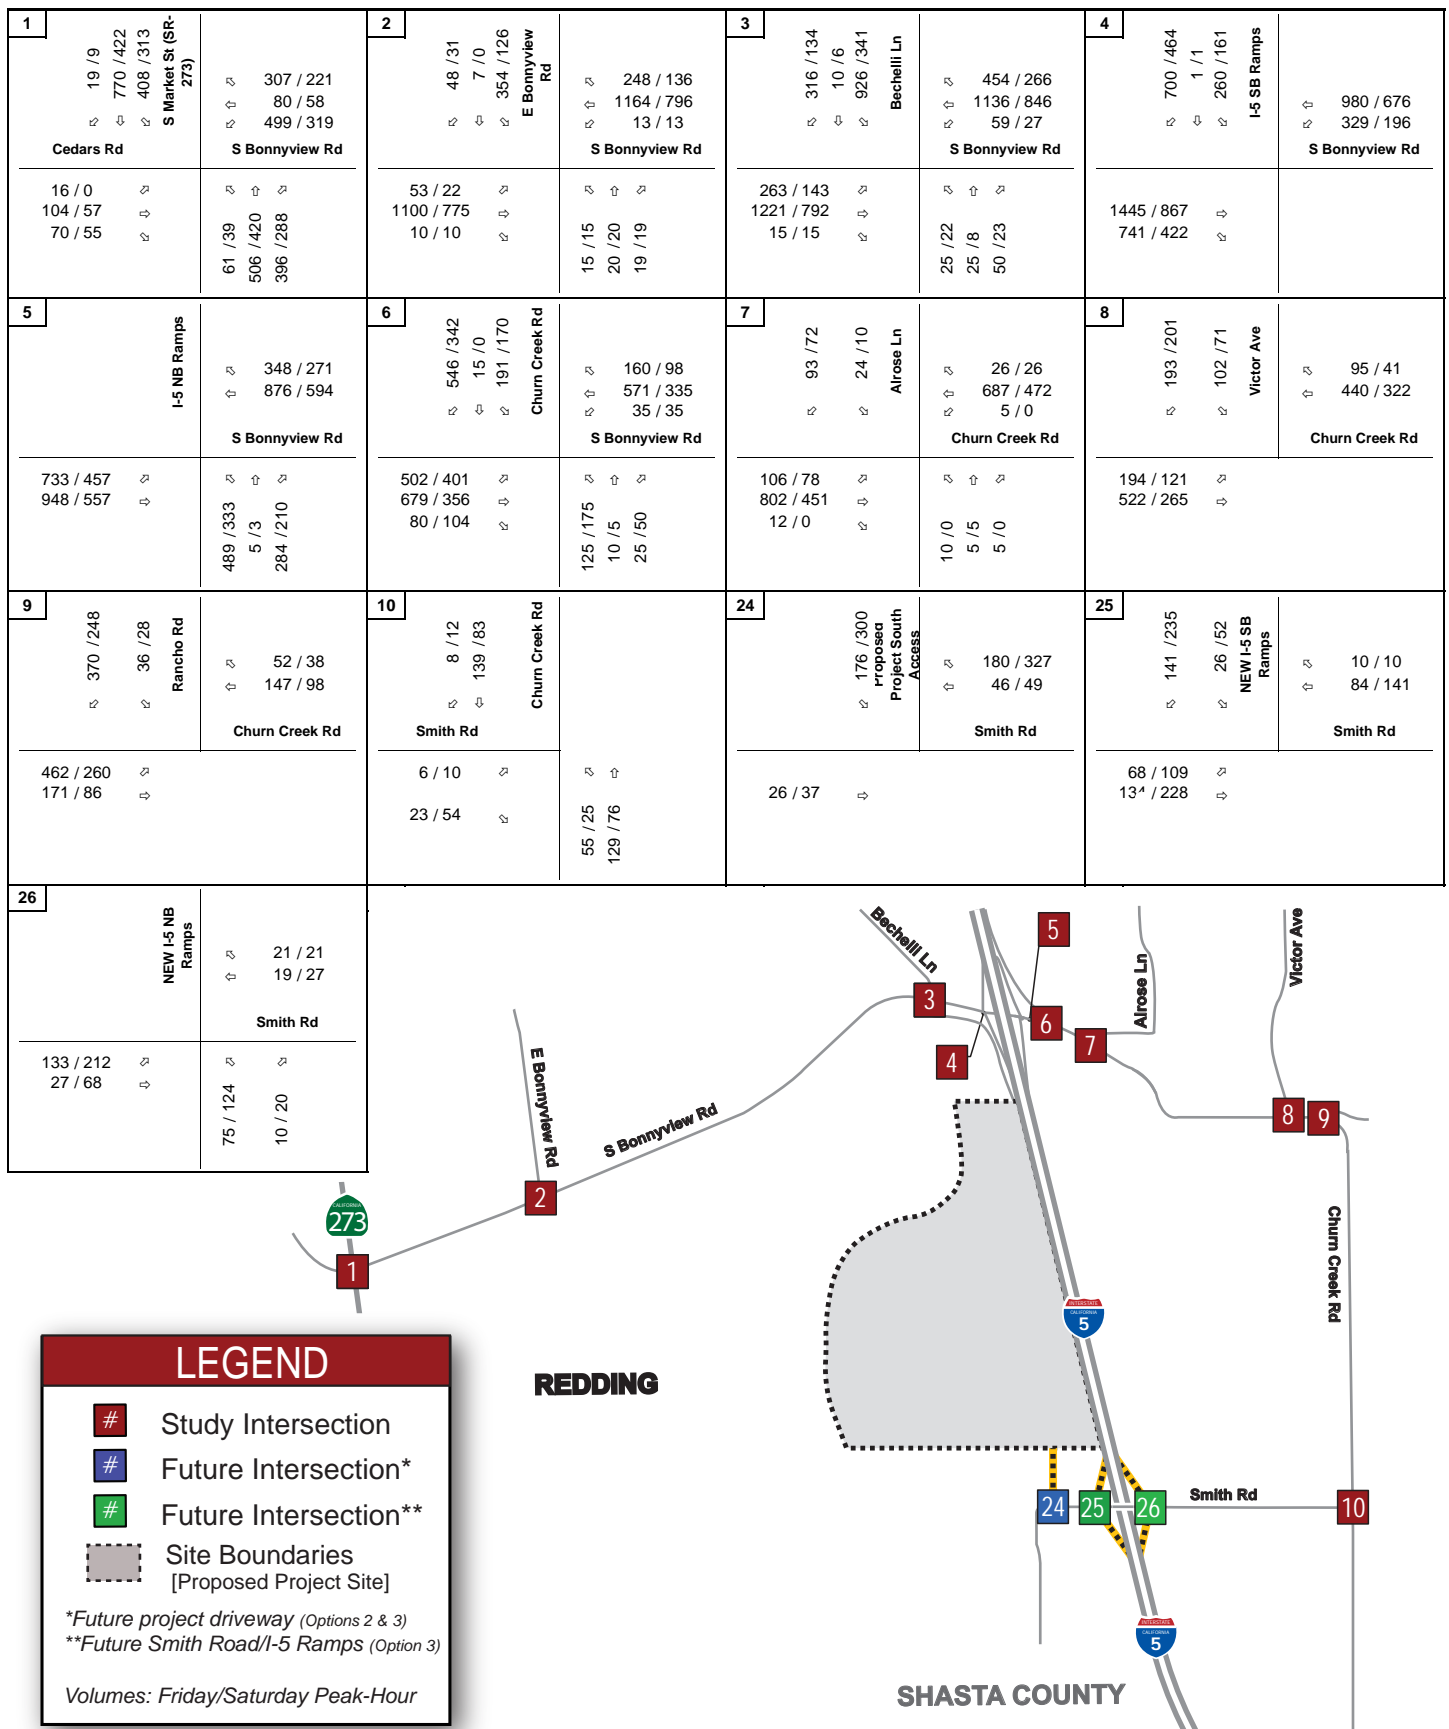 1
19 / 9
770 / 422
408 / 313
S Market St (SR-
273)
307 / 221
80 / 58
499 / 319
Cedars Rd
S Bonnyview Rd
16 / 0
104 / 57
70 / 55
61 / 39
506 / 420
396 / 288
2
48 / 31
7 / 0
354 / 126
E Bonnyview
Rd
248 / 136
1164 / 796
13 / 13
S Bonnyview Rd
53 / 22
1100 / 775
10 / 10
15 / 15
20 / 20
19 / 19
3
316 / 134
10 / 6
926 / 341
Bechelli Ln
454 / 266
1136 / 846
59 / 27
S Bonnyview Rd
263 / 143
1221 / 792
15 / 15
25 / 22
25 / 8
50 / 23
4
700 / 464
1 / 1
260 / 161
I-5 SB Ramps
980 / 676
329 / 196
S Bonnyview Rd
1445 / 867
741 / 422
5
I-5 NB Ramps
348 / 271
876 / 594
S Bonnyview Rd
733 / 457
948 / 557
489 / 333
5 / 3
284 / 210
6
546 / 342
15 / 0
191 / 170
Churn Creek Rd
160 / 98
571 / 335
35 / 35
S Bonnyview Rd
502 / 401
679 / 356
80 / 104
125 / 175
10 / 5
25 / 50
7
93 / 72
24 / 10
Alrose Ln
26 / 26
687 / 472
5 / 0
Churn Creek Rd
106 / 78
802 / 451
12 / 0
10 / 0
5 / 5
5 / 0
8
193 / 201
102 / 71
Victor Ave
95 / 41
440 / 322
Churn Creek Rd
194 / 121
522 / 265
9
370 / 248
36 / 28
Rancho Rd
52 / 38
147 / 98
Churn Creek Rd
462 / 260
171 / 86
10
8 / 12
139 / 83
Churn Creek Rd
Smith Rd
6 / 10
23 / 54
55 / 25
129 / 76
24
176 / 300
Proposed
Project South
Access
180 / 327
46 / 49
Smith Rd
26 / 37
25
141 / 235
26 / 52
NEW I-5 SB
Ramps
10 / 10
84 / 141
Smith Rd
68 / 109
134 / 228
26
NEW I-5 NB
Ramps
21 / 21
19 / 27
Smith Rd
133 / 212
27 / 68
75 / 124
10 / 20
Bechelli Ln
5
Alrose Ln
Victor Ave
3
6
7
4
8
9
E Bonnyview Rd
S Bonnyview Rd
2
CALIFORNIA
273
1
Churn Creek Rd
INTERSTATE
CALIFORNIA
5
REDDING
24
25
26
Smith Rd
10
INTERSTATE
CALIFORNIA
5
SHASTA COUNTY
LEGEND
# Study Intersection
# Future Intersection*
# Future Intersection**
Site Boundaries
[Proposed Project Site]
*Future project driveway (Options 2 & 3)
**Future Smith Road/I-5 Ramps (Option 3)
Volumes: Friday/Saturday Peak-Hour